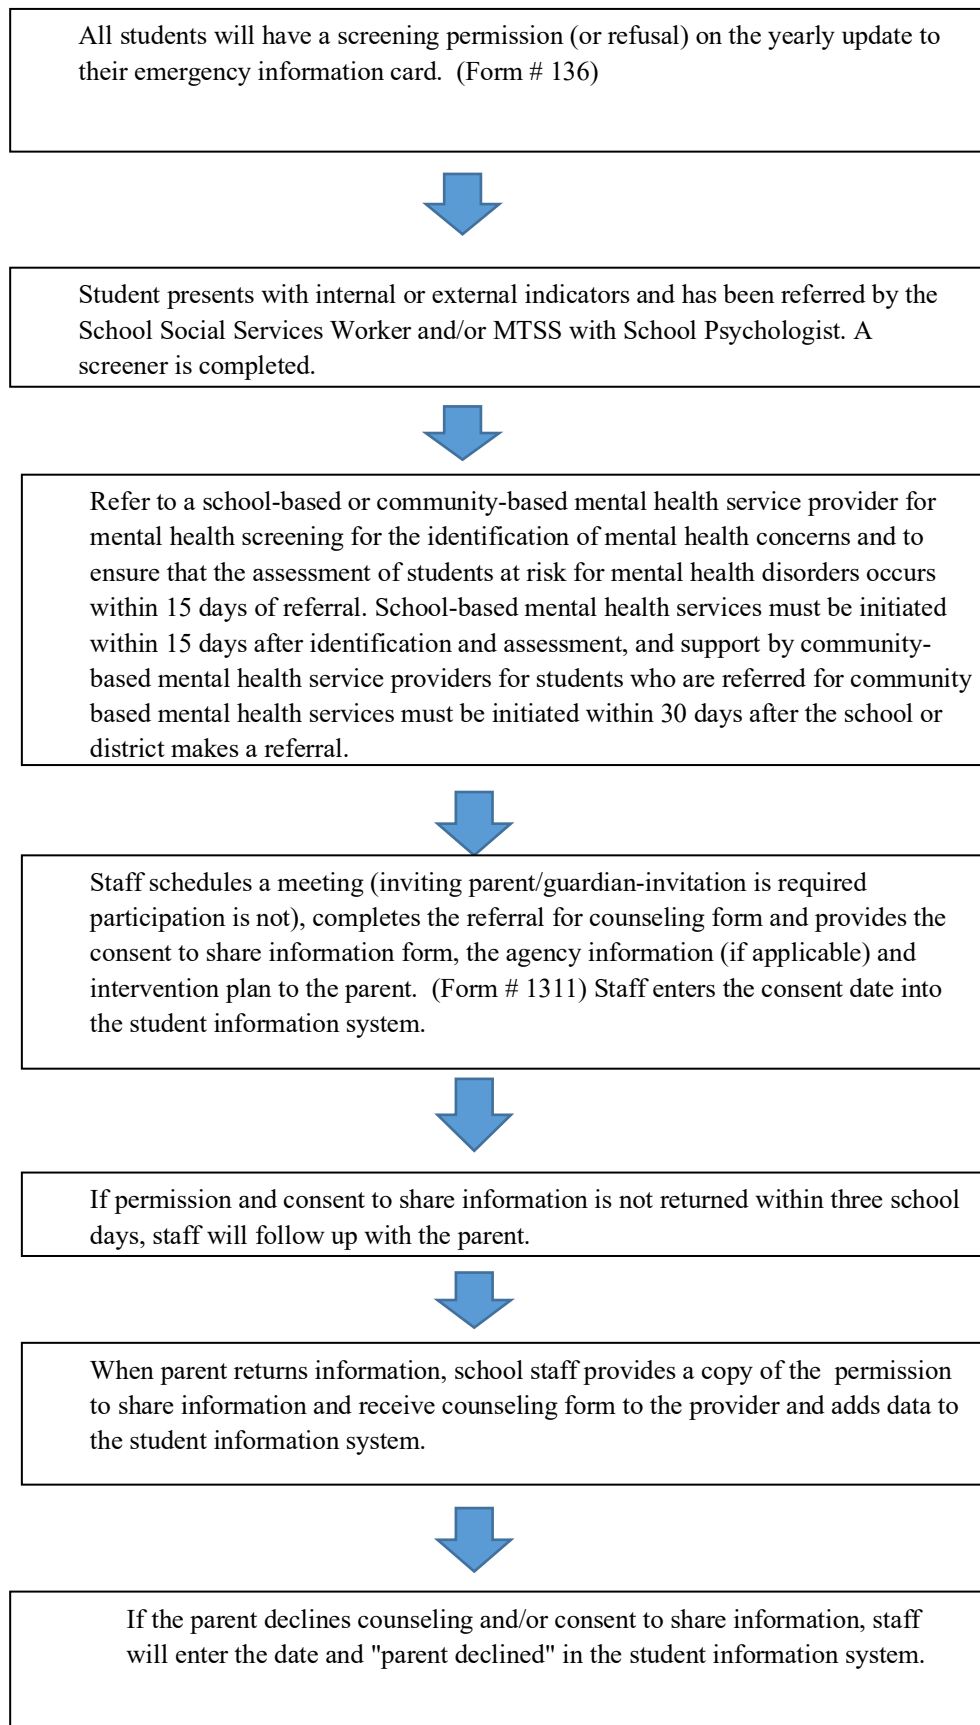 All students will have a screening permission (or refusal) on the yearly update to
their emergency information card.  (Form # 136)
Student presents with internal or external indicators and has been referred by the
School Social Services Worker and/or MTSS with School Psychologist. A
screener is completed.
Refer to a school-based or community-based mental health service provider for
mental health screening for the identification of mental health concerns and to
ensure that the assessment of students at risk for mental health disorders occurs
within 15 days of referral. School-based mental health services must be initiated
within 15 days after identification and assessment, and support by community-
based mental health service providers for students who are referred for community
based mental health services must be initiated within 30 days after the school or
district makes a referral.
Staff schedules a meeting (inviting parent/guardian-invitation is required
participation is not), completes the referral for counseling form and provides the
consent to share information form, the agency information (if applicable) and
intervention plan to the parent.  (Form # 1311) Staff enters the consent date into
the student information system.
If permission and consent to share information is not returned within three school
days, staff will follow up with the parent.
When parent returns information, school staff provides a copy of the  permission
to share information and receive counseling form to the provider and adds data to
the student information system.
If the parent declines counseling and/or consent to share information, staff
will enter the date and "parent declined" in the student information system.